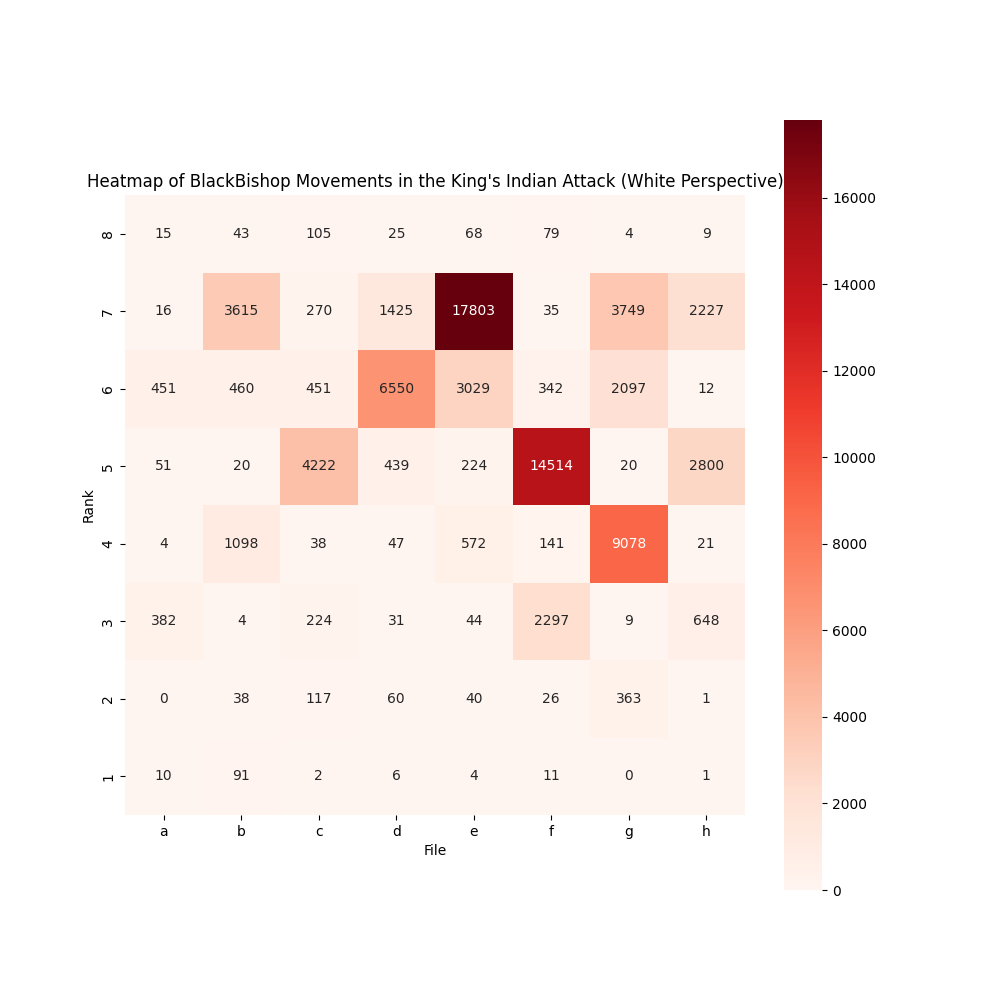 Heatmap of BlackBishop Movements in the King's Indian Attack (White Perspective)
8 15 43 105 25 68 79 4 9
7 16 3615 270 1425 17803 35 3749 2227
6 451 460 451 6550 3029 342 2097 12
5 51 20 4222 439 224 14514 20 2800
Rank
4 4 1098 38 47 572 141 9078 21
3 382 4 224 31 44 2297 9 648
2 0 38 117 60 40 26 363 1
1 10 91 2 6 4 11 0 1
a b c d e f g h
File
16000
14000
12000
10000
8000
6000
4000
2000
0